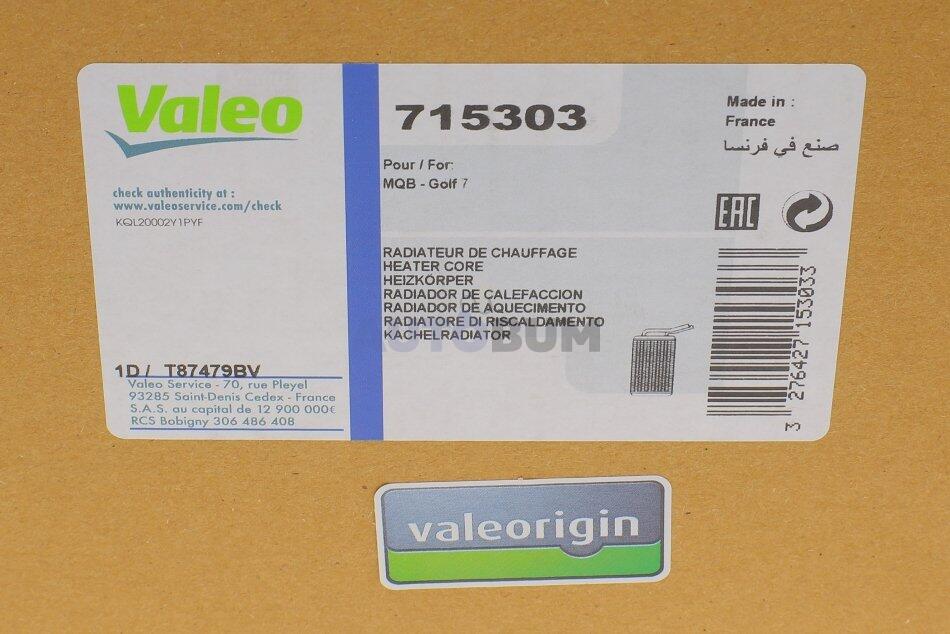 Valeo
check authenticity at :
www.valeoservice.com/check
KQL20002Y1PYF
1D / T87479BV
Valeo Service - 70, rue Pleyel
93285 Saint-Denis Cedex - France
S.A.S. au capital de 12 900 000€
RCS Bobigny 306 486 408
715303
Pour / For:
MQB - Golf 7
Made in :
France
صنع في فرنسا
EAC
RADIATEUR DE CHAUFFAGE
HEATER CORE
HEIZKÖRPER
RADIADOR DE CALEFACCION
RADIADOR DE AQUECIMENTO
RADIATORE DI RISCALDAMENTO
KACHELRADIATOR
AUTOBUM
3 276427 153033
valeorigin